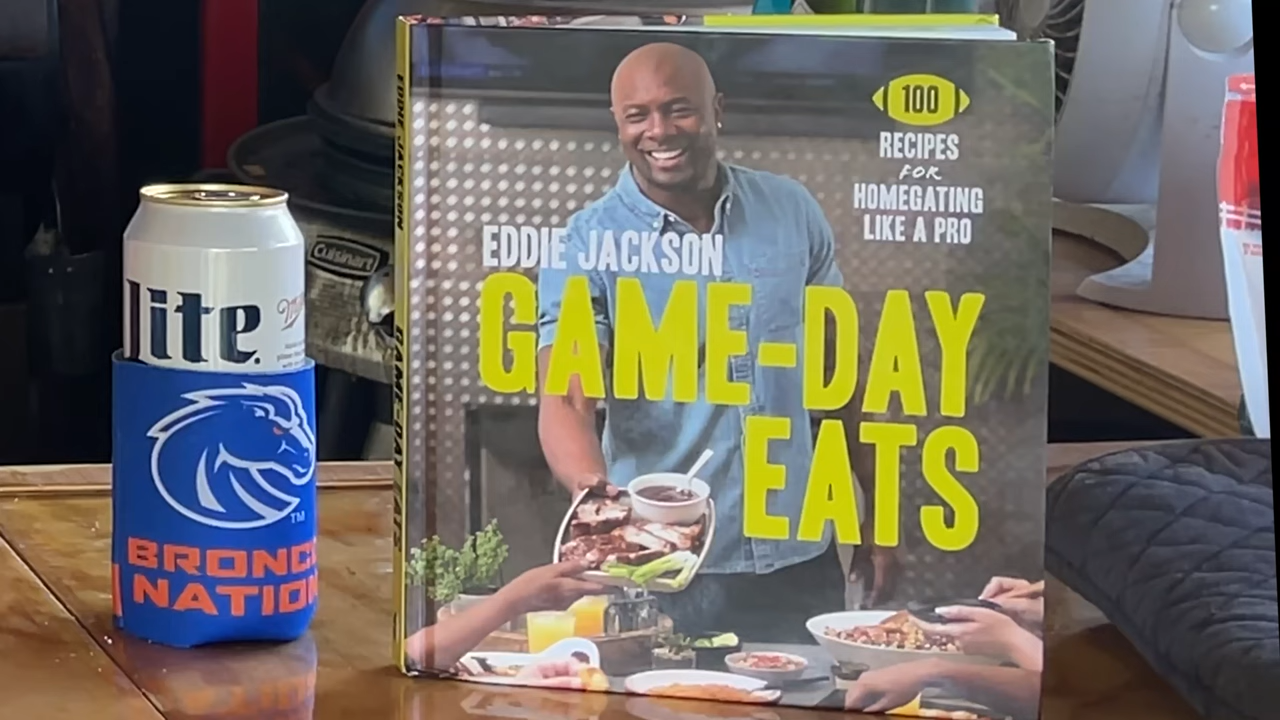 lite
TM
BRONCO
NATION
Cuisinart
EDDIE JACKSON GAME-DAY EATS
100
RECIPES
for
HOMEGATING
LIKE A PRO
EDDIE JACKSON
GAME-DAY
EATS